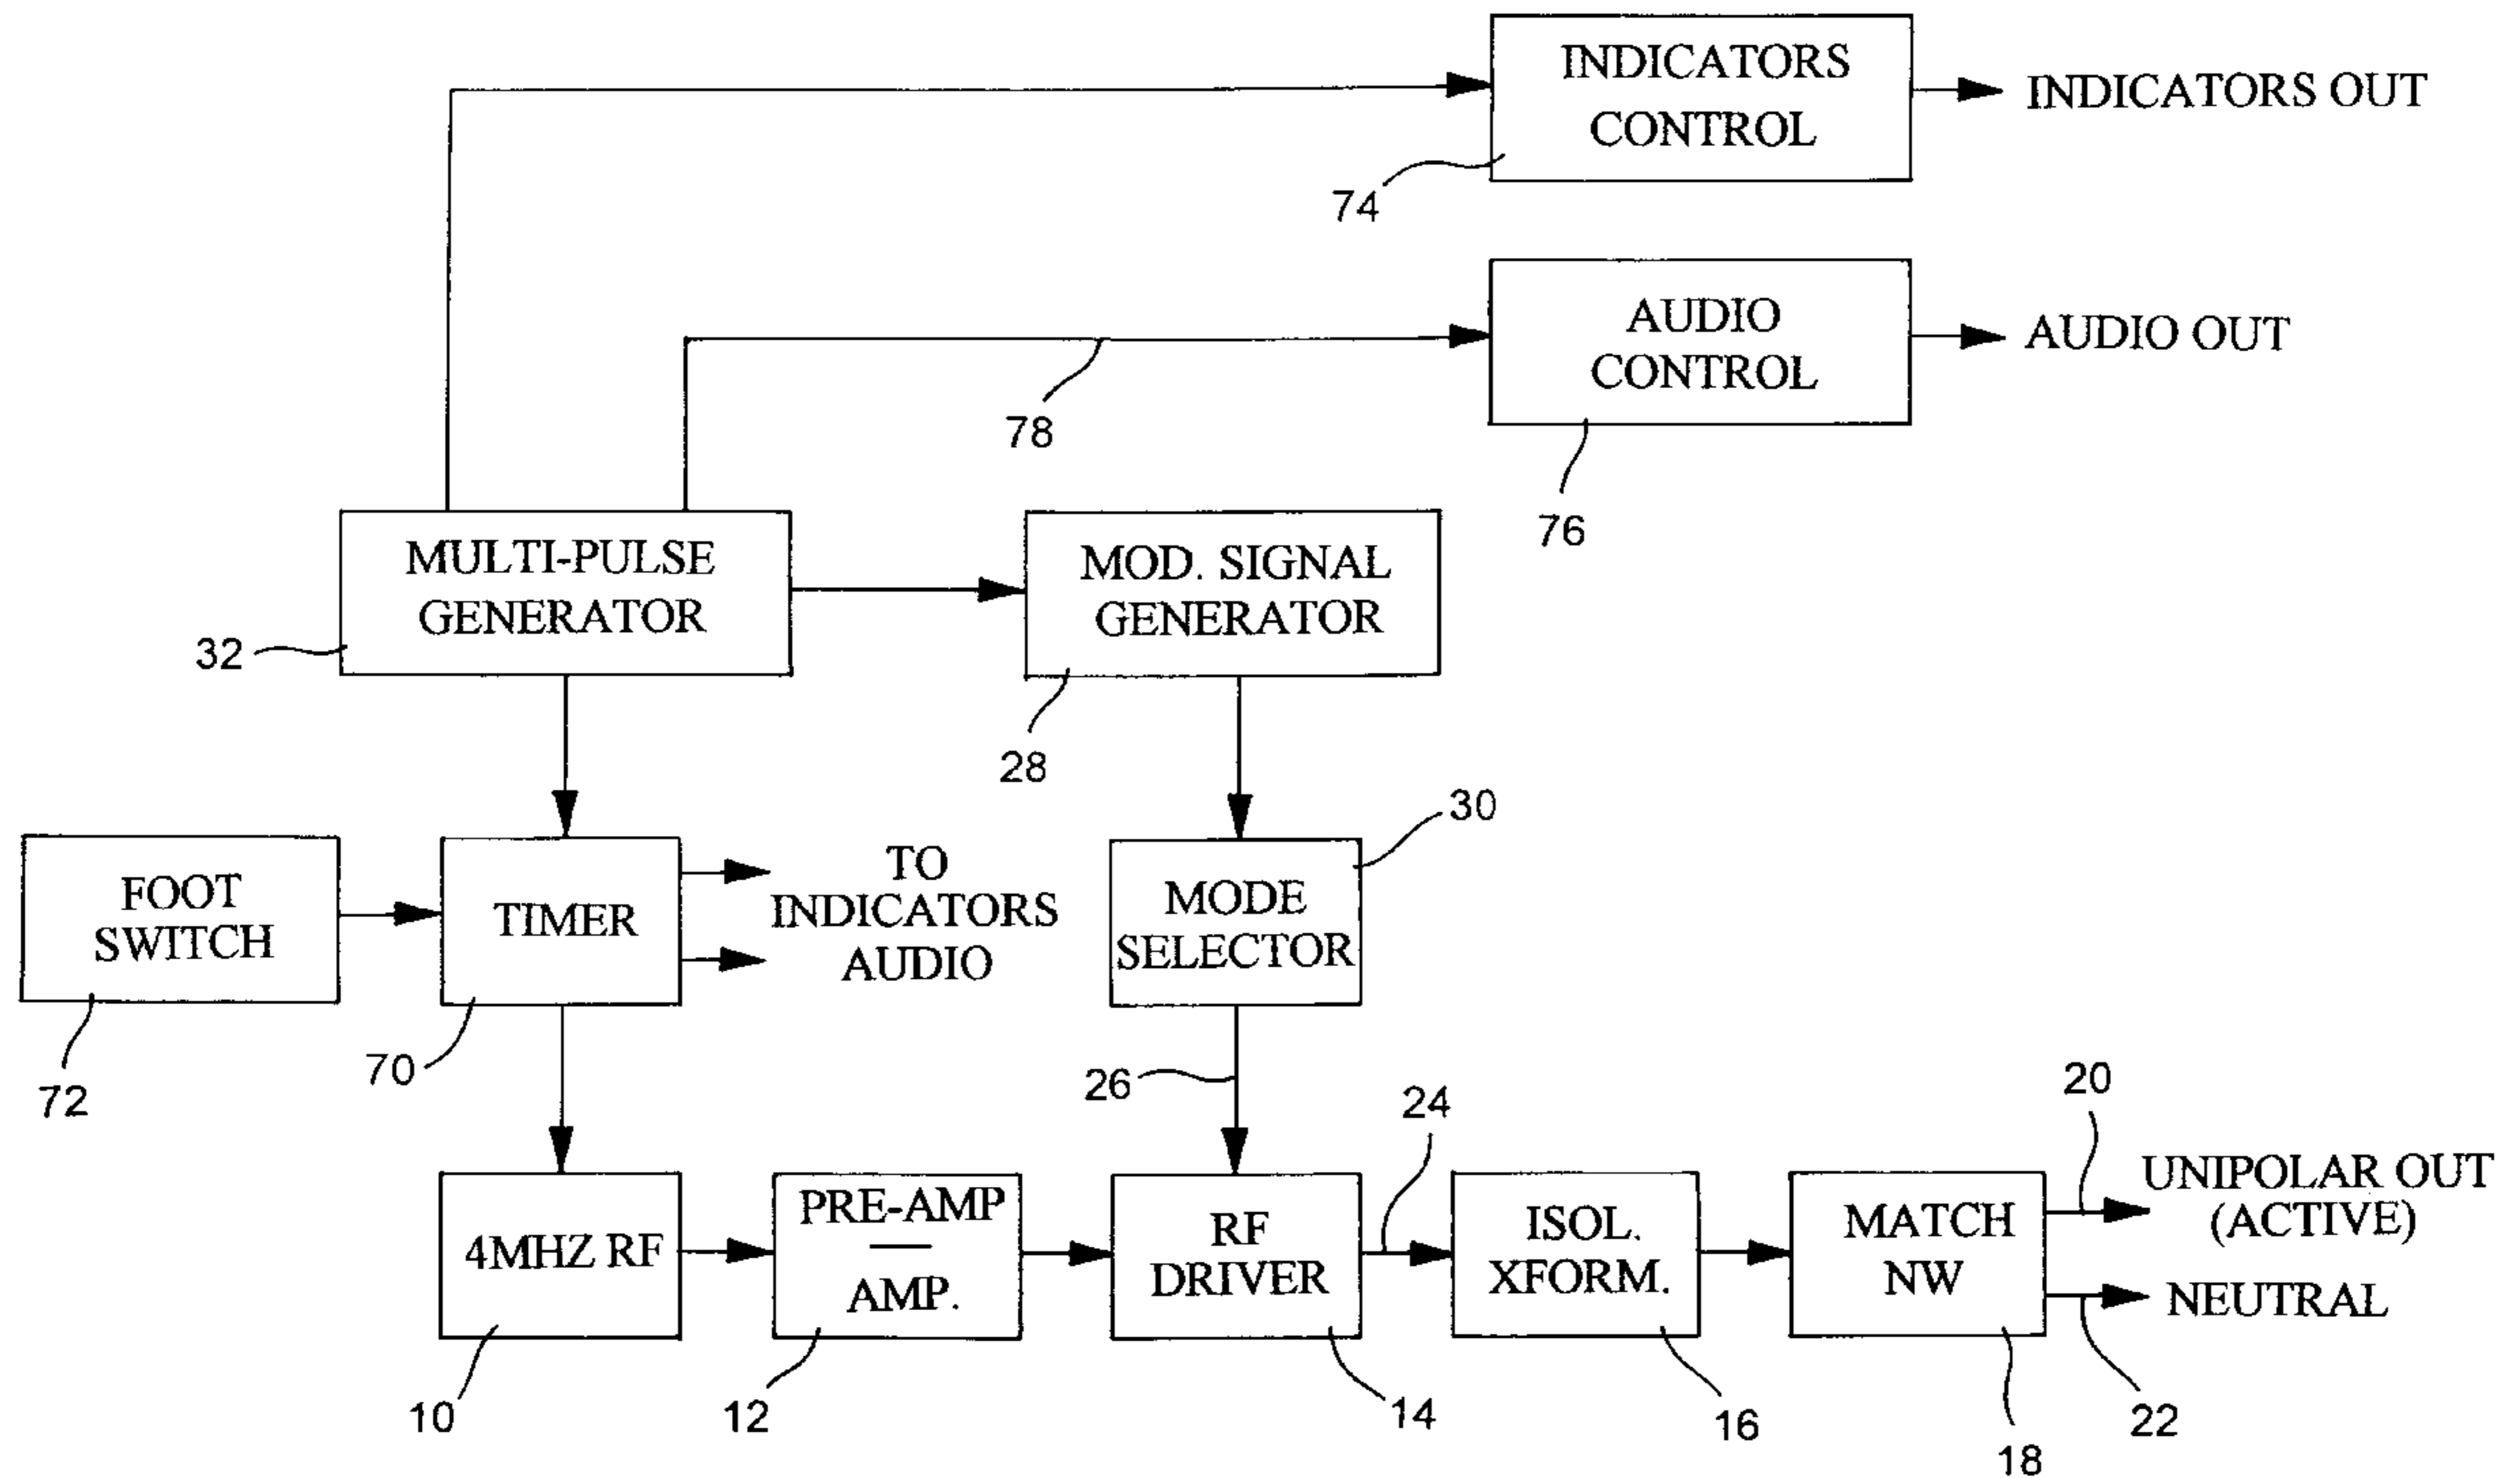 INDICATORS
CONTROL
INDICATORS OUT
74
AUDIO
CONTROL
AUDIO OUT
78
76
MULTI-PULSE
GENERATOR
32
MOD. SIGNAL
GENERATOR
28
FOOT
SWITCH
72
TIMER
70
TO
INDICATORS
AUDIO
MODE
SELECTOR
30
26
4MHZ RF
10
PRE-AMP
AMP.
12
RF
DRIVER
14
24
ISOL.
XFORM.
16
MATCH
NW
18
20
UNIPOLAR OUT
(ACTIVE)
NEUTRAL
22